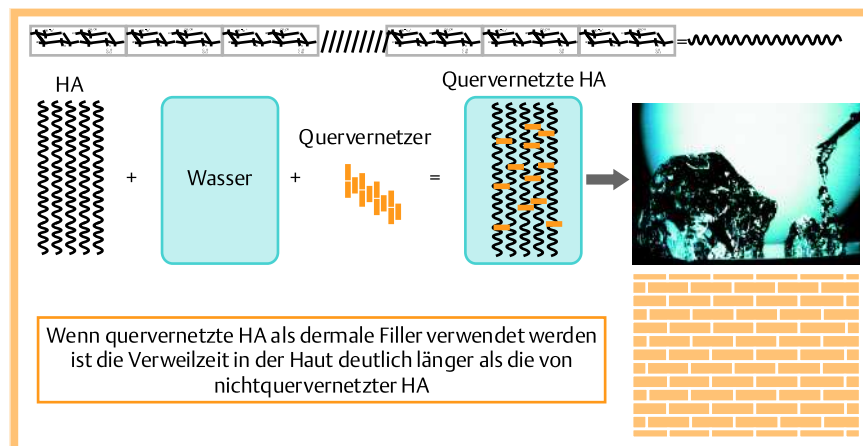 =
HA
Quervernetzte HA
Quervernetzer
+ Wasser + =
Wenn quervernetzte HA als dermale Filler verwendet werden
ist die Verweilzeit in der Haut deutlich länger als die von
nichtquervernetzter HA